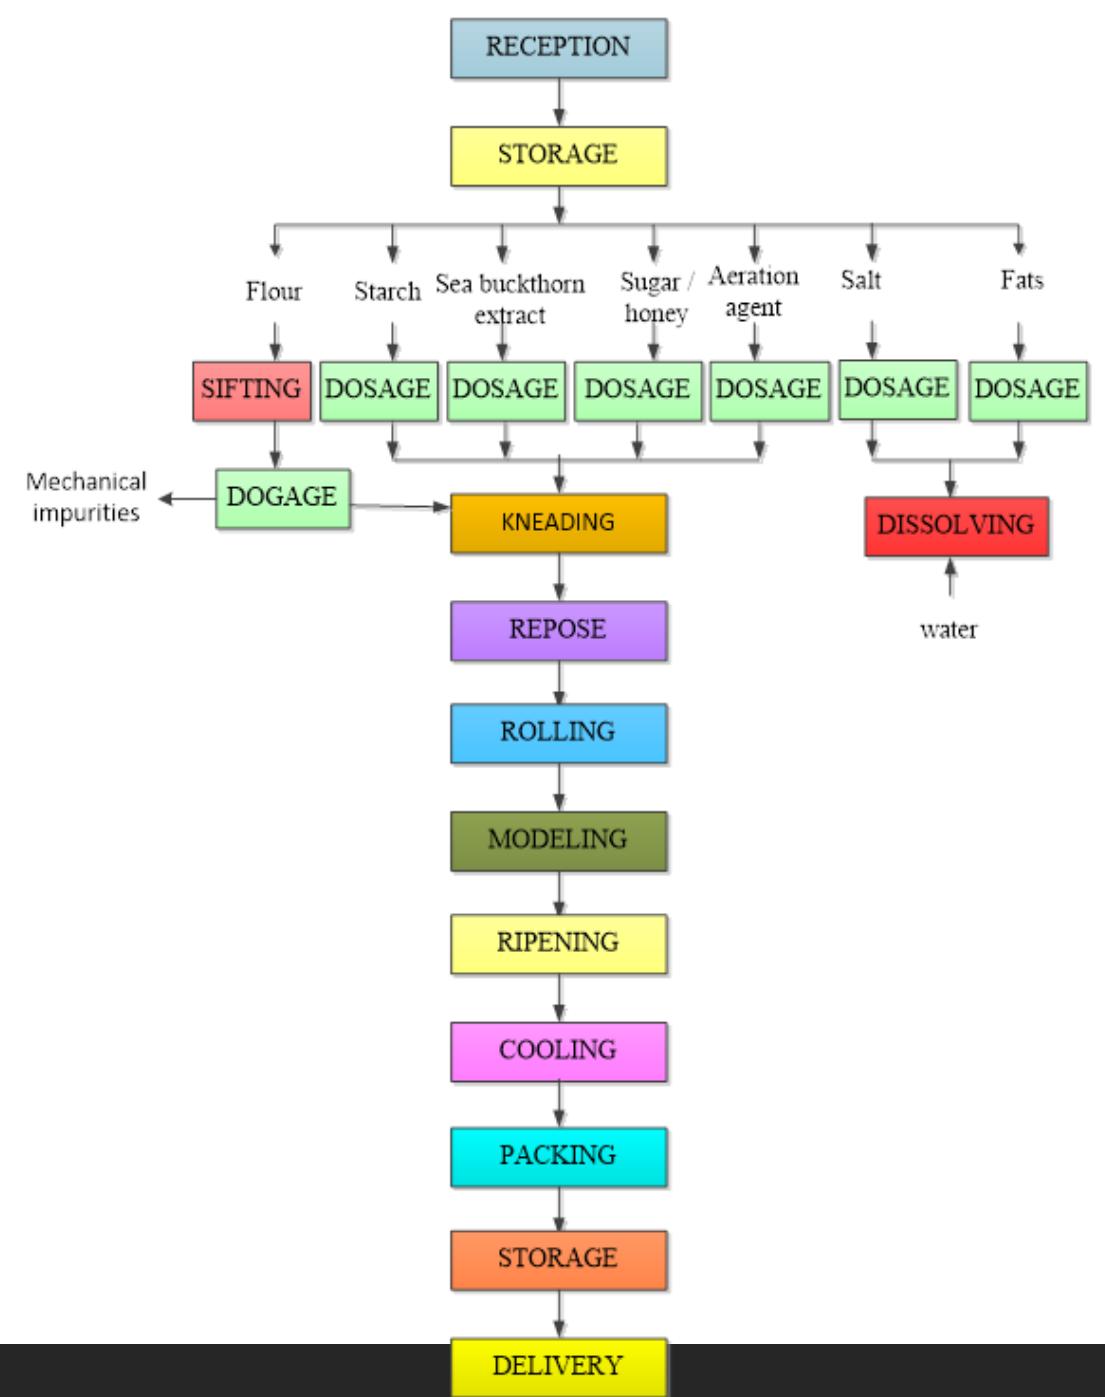 RECEPTION
STORAGE
Flour
Starch
Sea buckthorn
extract
Sugar /
honey
Aeration
agent
Salt
Fats
SIFTING
DOSAGE
DOSAGE
DOSAGE
DOSAGE
DOSAGE
DOSAGE
Mechanical
impurities
DOGAGE
KNEADING
DISSOLVING
water
REPOSE
ROLLING
MODELING
RIPENING
COOLING
PACKING
STORAGE
DELIVERY